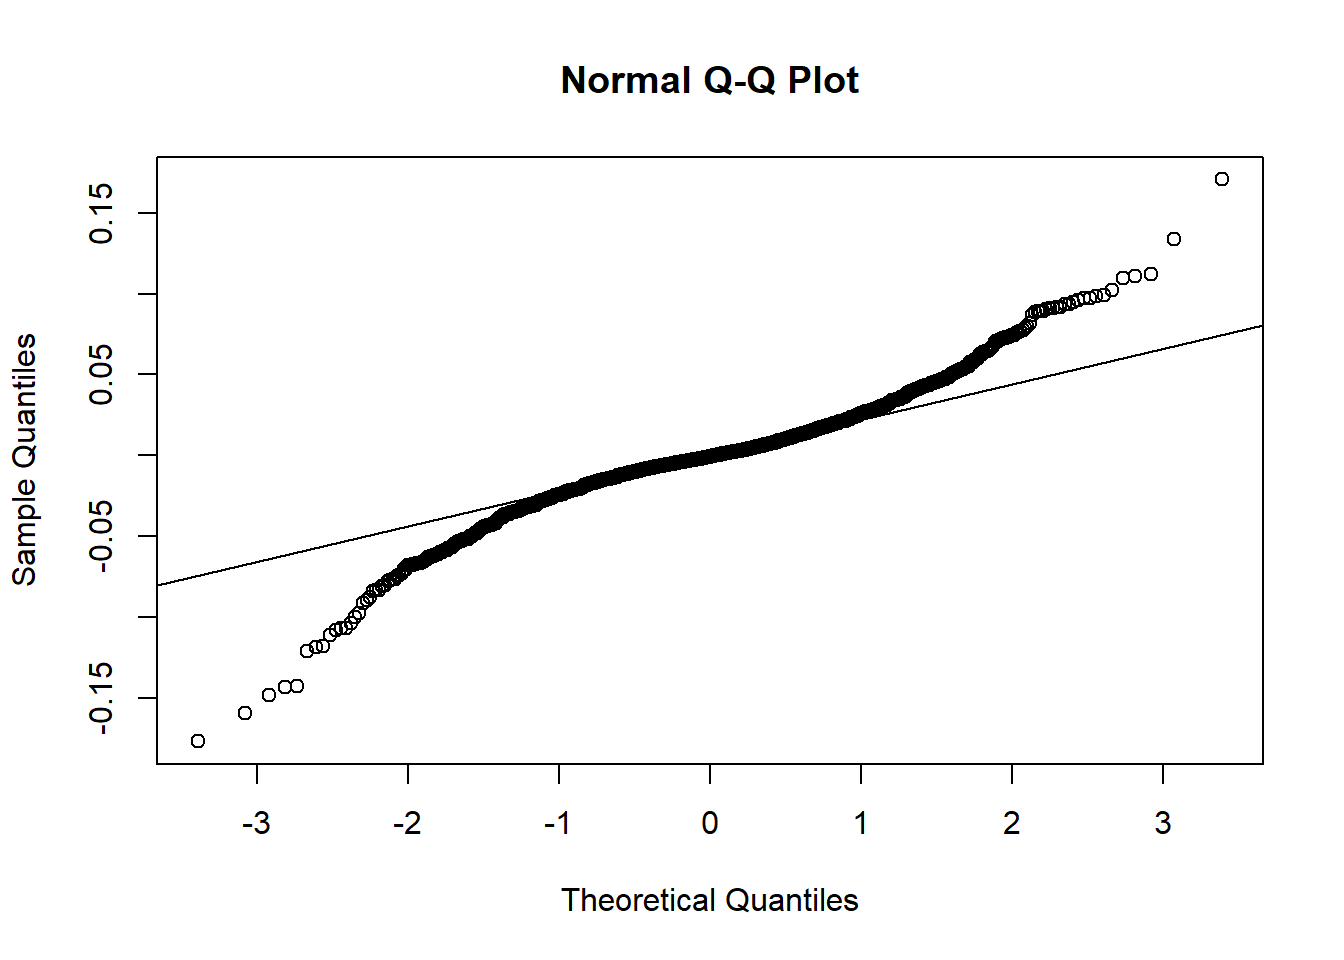 Normal Q-Q Plot
Sample Quantiles
0.15
0.05
-0.05
-0.15
-3 -2 -1 0 1 2 3
Theoretical Quantiles